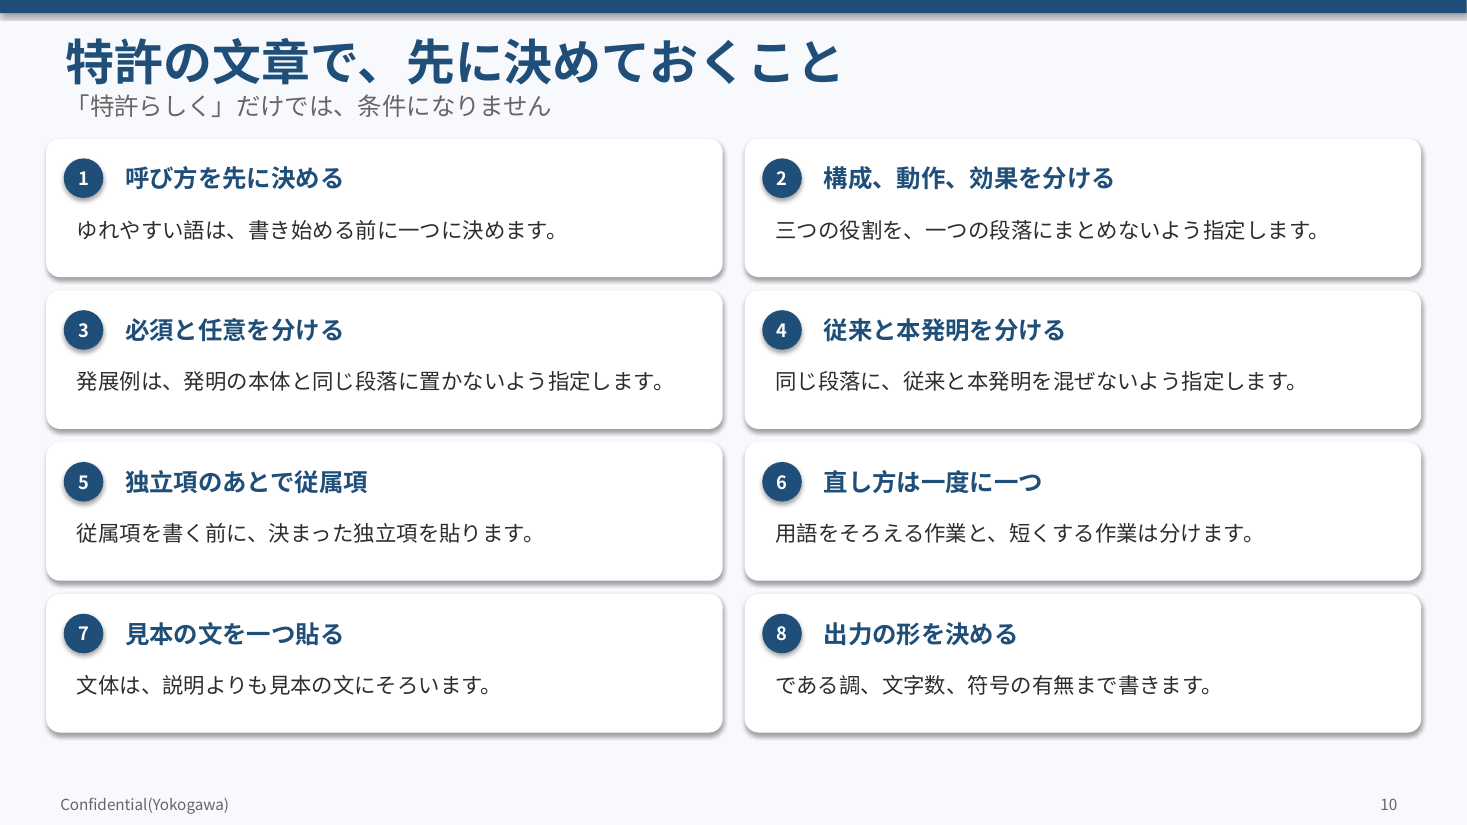 特許の文章で、先に決めておくこと
「特許らしく」だけでは、条件になりません
1 呼び方を先に決める
ゆれやすい語は、書き始める前に一つに決めます。
2 構成、動作、効果を分ける
三つの役割を、一つの段落にまとめないよう指定します。
3 必須と任意を分ける
発展例は、発明の本体と同じ段落に置かないよう指定します。
4 従来と本発明を分ける
同じ段落に、従来と本発明を混ぜないよう指定します。
5 独立項のあとで従属項
従属項を書く前に、決まった独立項を貼ります。
6 直し方は一度に一つ
用語をそろえる作業と、短くする作業は分けます。
7 見本の文を一つ貼る
文体は、説明よりも見本の文にそろいます。
8 出力の形を決める
である調、文字数、符号の有無まで書きます。
Confidential(Yokogawa)
10